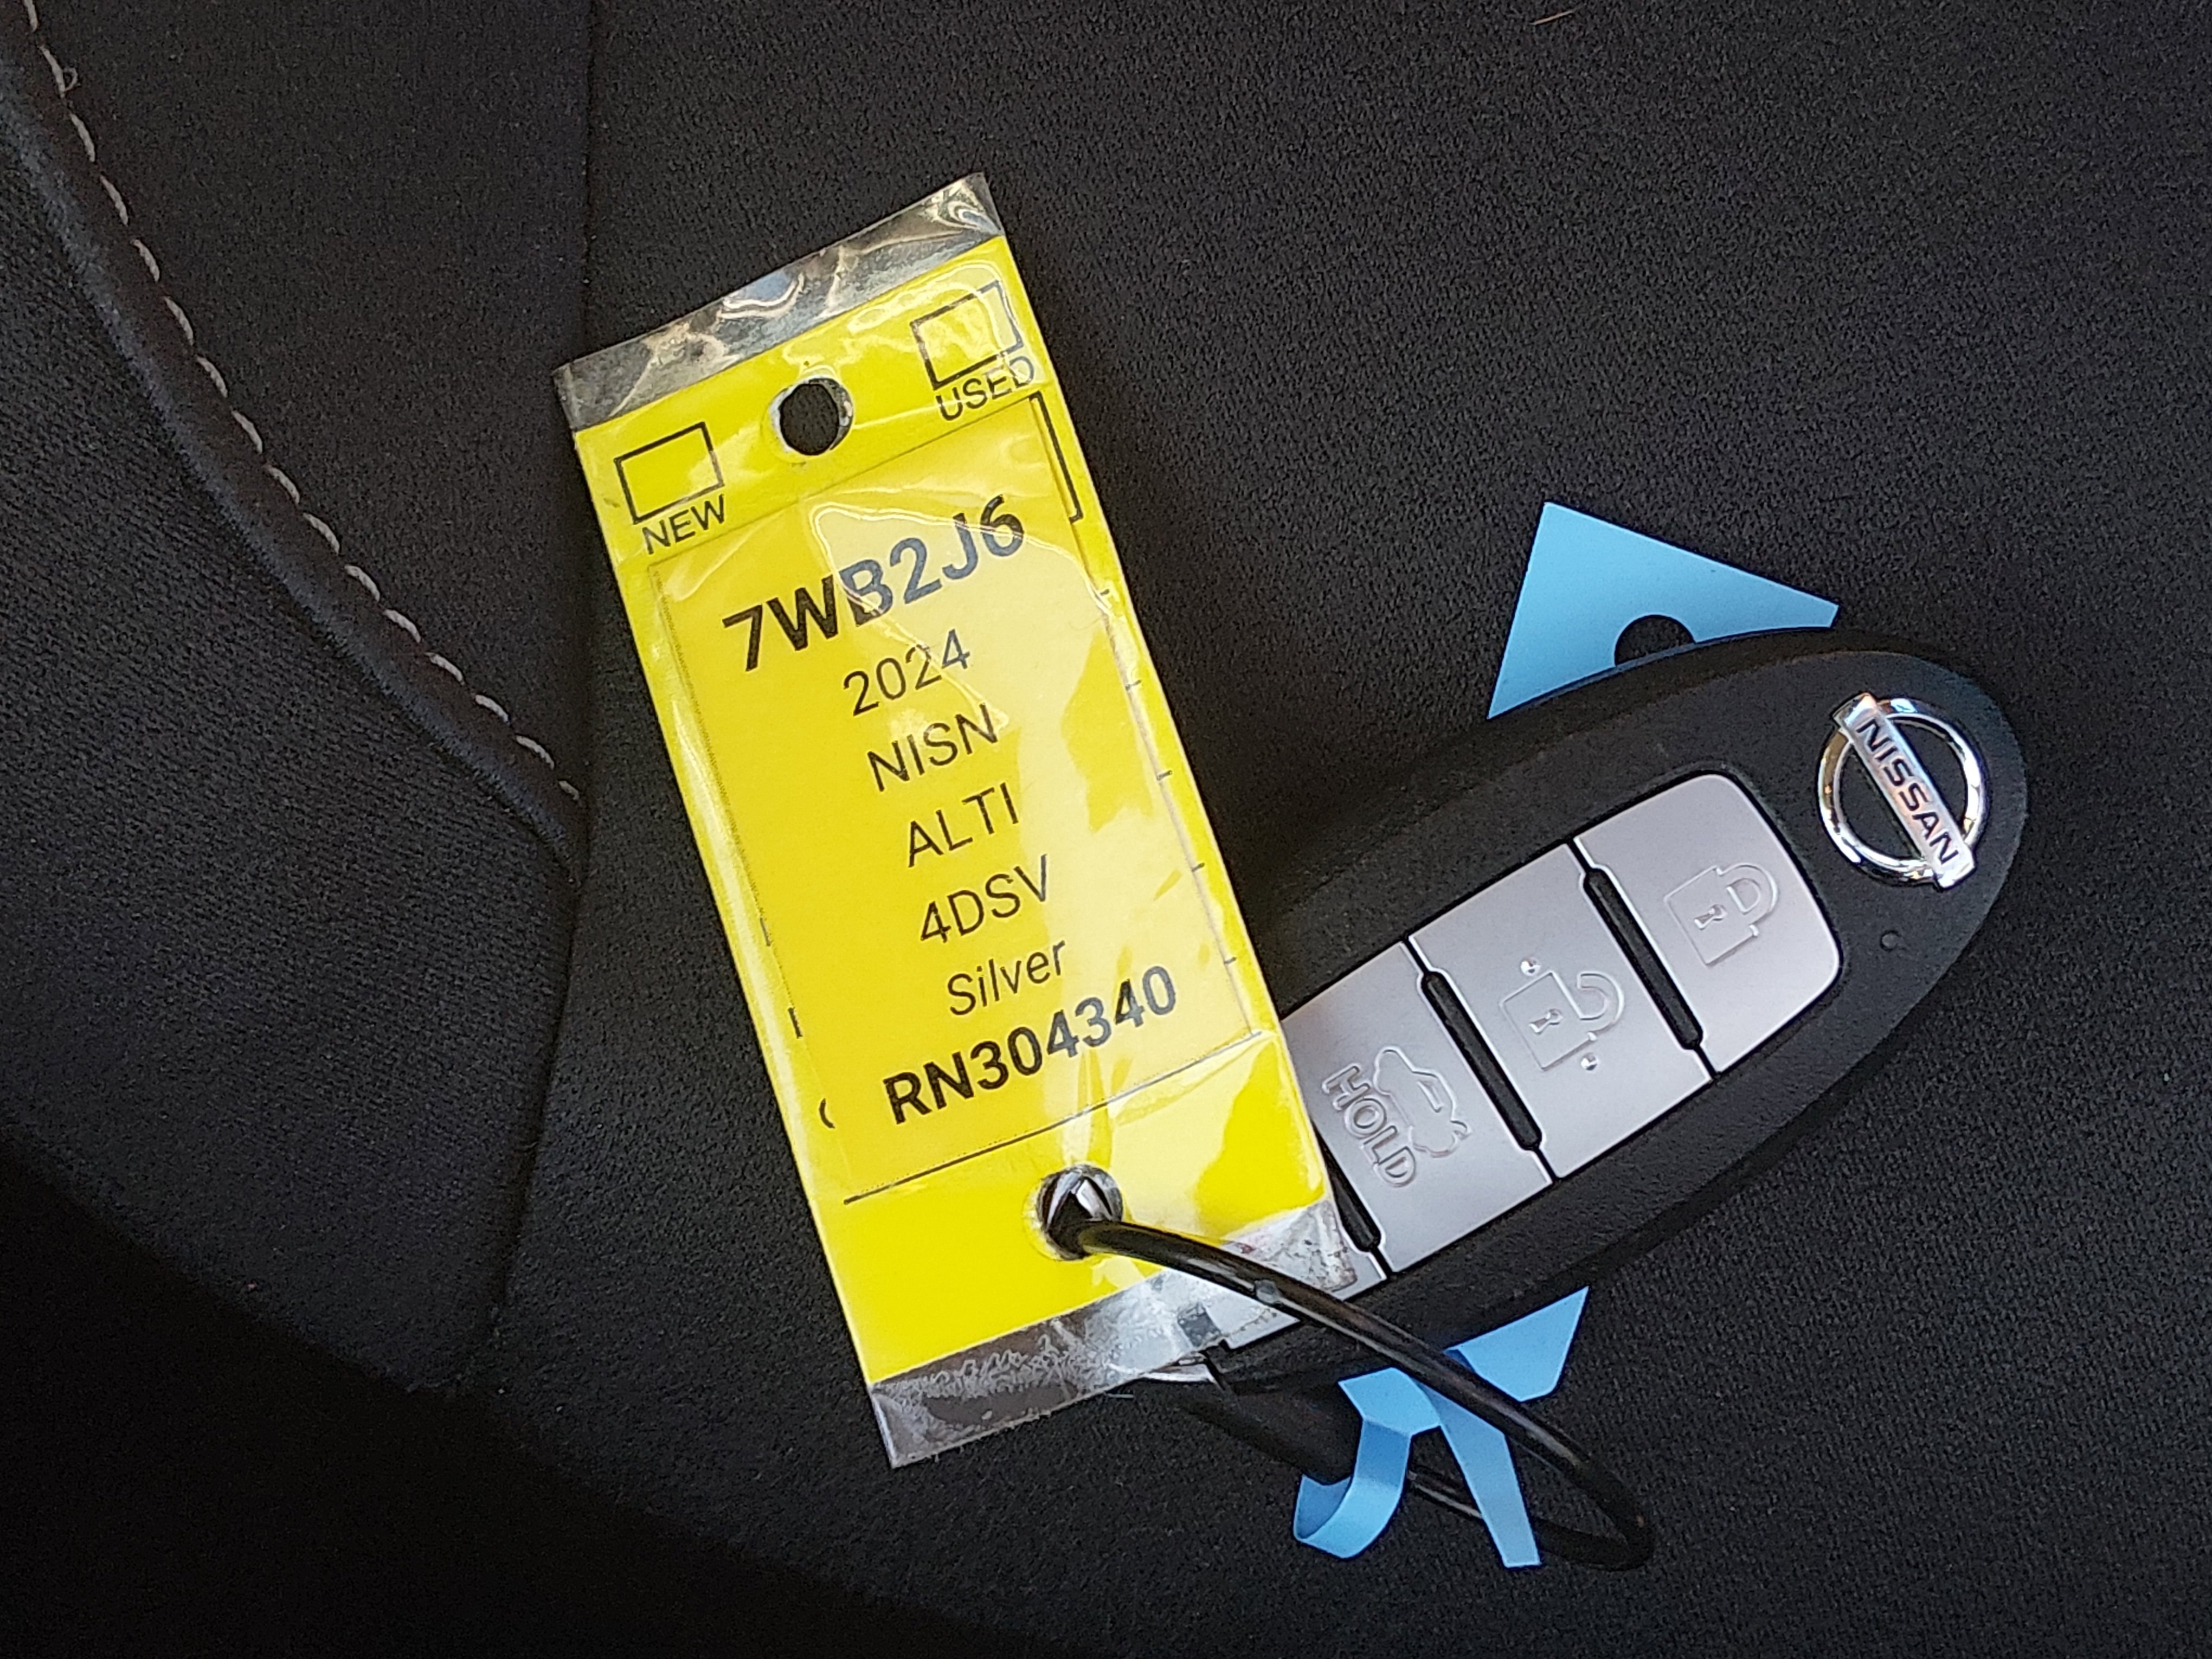 USED
NEW
7WB2J6
2024
NISN
ALTI
4DSV
Silver
RN304340
NISSAN
HOLD